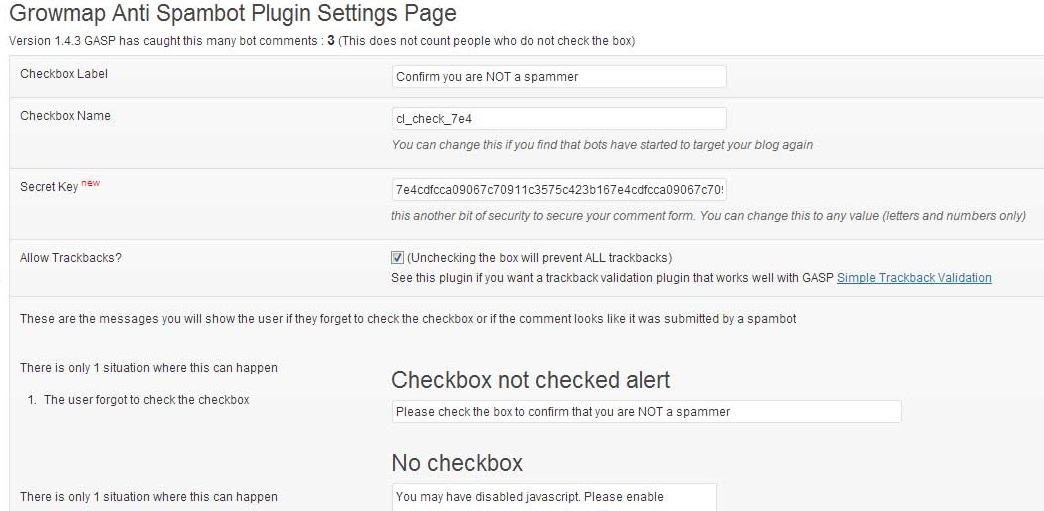 Growmap Anti Spambot Plugin Settings Page
Version 1.4.3 GASP has caught this many bot comments : 3 (This does not count people who do not check the box)
Checkbox Label
Confirm you are NOT a spammer
Checkbox Name
cl_check_7e4
You can change this if you find that bots have started to target your blog again
Secret Key new
7e4cdfcca09067c70911c3575c423b167e4cdfcca09067c70!
this another bit of security to secure your comment form. You can change this to any value (letters and numbers only)
Allow Trackbacks?
(Unchecking the box will prevent ALL trackbacks)
See this plugin if you want a trackback validation plugin that works well with GASP Simple Trackback Validation
These are the messages you will show the user if they forget to check the checkbox or if the comment looks like it was submitted by a spambot
There is only 1 situation where this can happen
Checkbox not checked alert
1. The user forgot to check the checkbox
Please check the box to confirm that you are NOT a spammer
No checkbox
There is only 1 situation where this can happen
You may have disabled javascript. Please enable